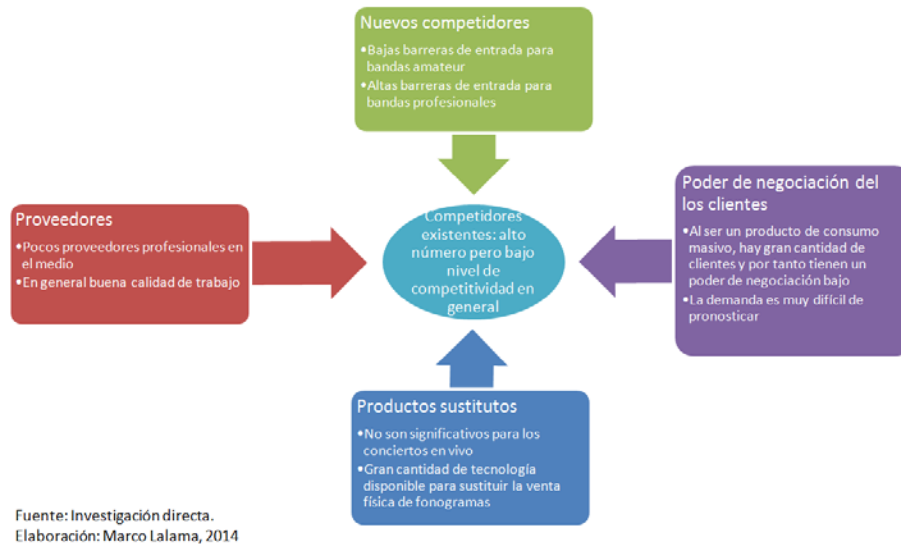 Nuevos competidores
•Bajas barreras de entrada para
bandas amateur
•Altas barreras de entrada para
bandas profesionales
Proveedores
•Pocos proveedores profesionales en
el medio
•En general buena calidad de trabajo
Competidores
existentes: alto
número pero bajo
nivel de
competitividad en
general
Poder de negociación del
los clientes
•Al ser un producto de consumo
masivo, hay gran cantidad de
clientes y por tanto tienen un
poder de negociación bajo
•La demanda es muy difícil de
pronosticar
Productos sustitutos
•No son significativos para los
conciertos en vivo
•Gran cantidad de tecnología
disponible para sustituir la venta
física de fonogramas
Fuente: Investigación directa.
Elaboración: Marco Lalama, 2014